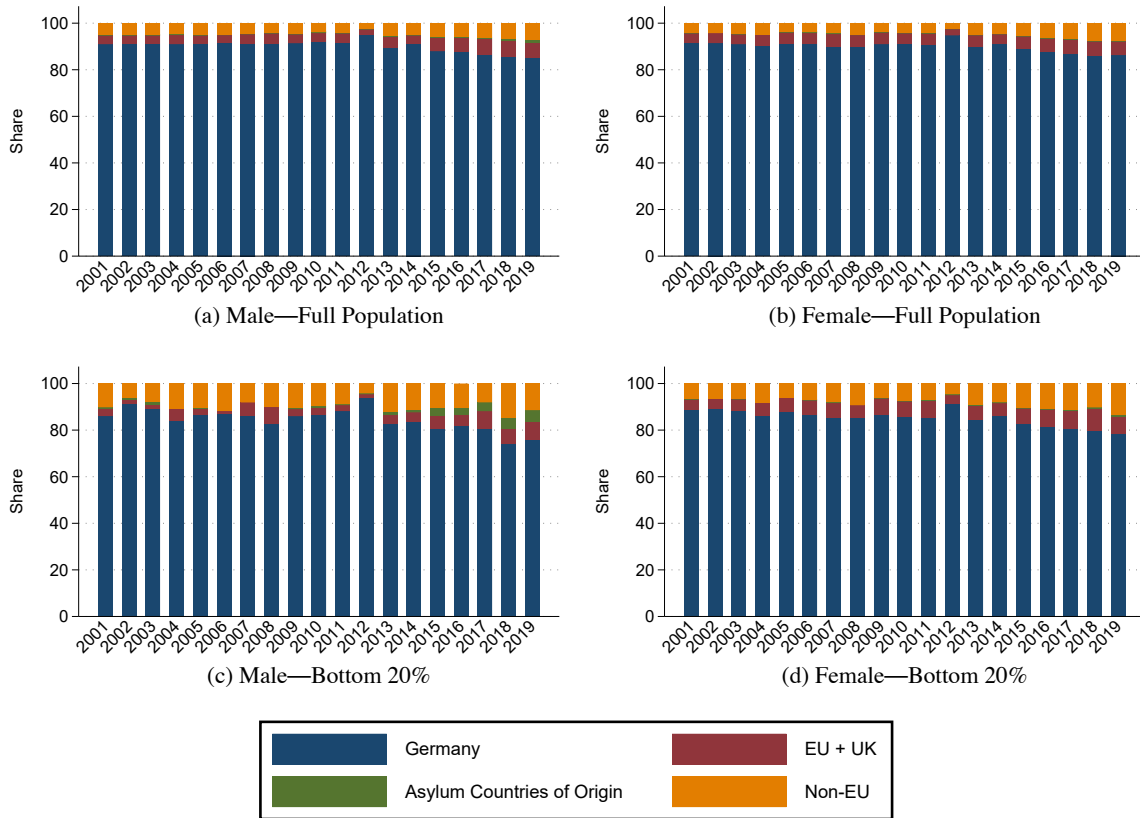 100
80
60
40
20
0
Share
2001 2002 2003 2004 2005 2006 2007 2008 2009 2010 2011 2012 2013 2014 2015 2016 2017 2018 2019
(a) Male—Full Population
100
80
60
40
20
0
Share
2001 2002 2003 2004 2005 2006 2007 2008 2009 2010 2011 2012 2013 2014 2015 2016 2017 2018 2019
(b) Female—Full Population
100
80
60
40
20
0
Share
2001 2002 2003 2004 2005 2006 2007 2008 2009 2010 2011 2012 2013 2014 2015 2016 2017 2018 2019
(c) Male—Bottom 20%
100
80
60
40
20
0
Share
2001 2002 2003 2004 2005 2006 2007 2008 2009 2010 2011 2012 2013 2014 2015 2016 2017 2018 2019
(d) Female—Bottom 20%
Germany
EU + UK
Asylum Countries of Origin
Non-EU